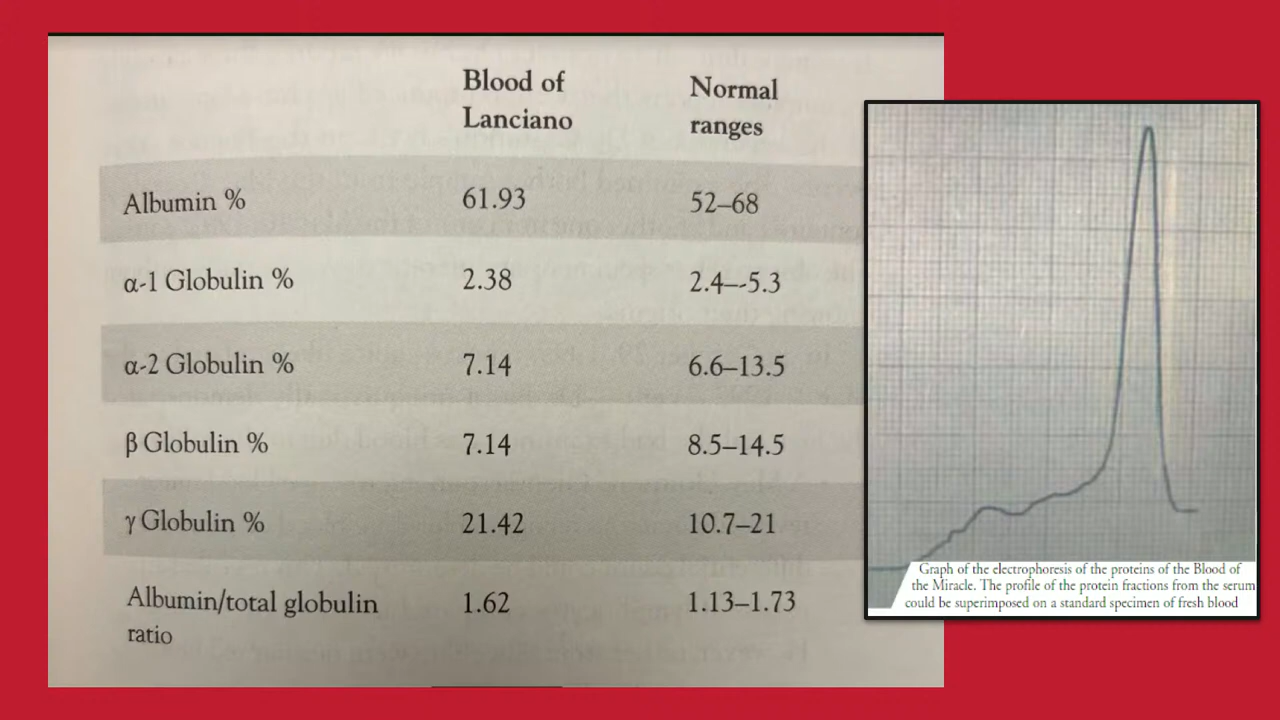 Blood of
Lanciano
Normal
ranges
Albumin %
61.93
52–68
α-1 Globulin %
2.38
2.4–-5.3
α-2 Globulin %
7.14
6.6–13.5
β Globulin %
7.14
8.5–14.5
γ Globulin %
21.42
10.7–21
Albumin/total globulin
ratio
1.62
1.13–1.73
Graph of the electrophoresis of the proteins of the Blood of
the Miracle. The profile of the protein fractions from the serum
could be superimposed on a standard specimen of fresh blood